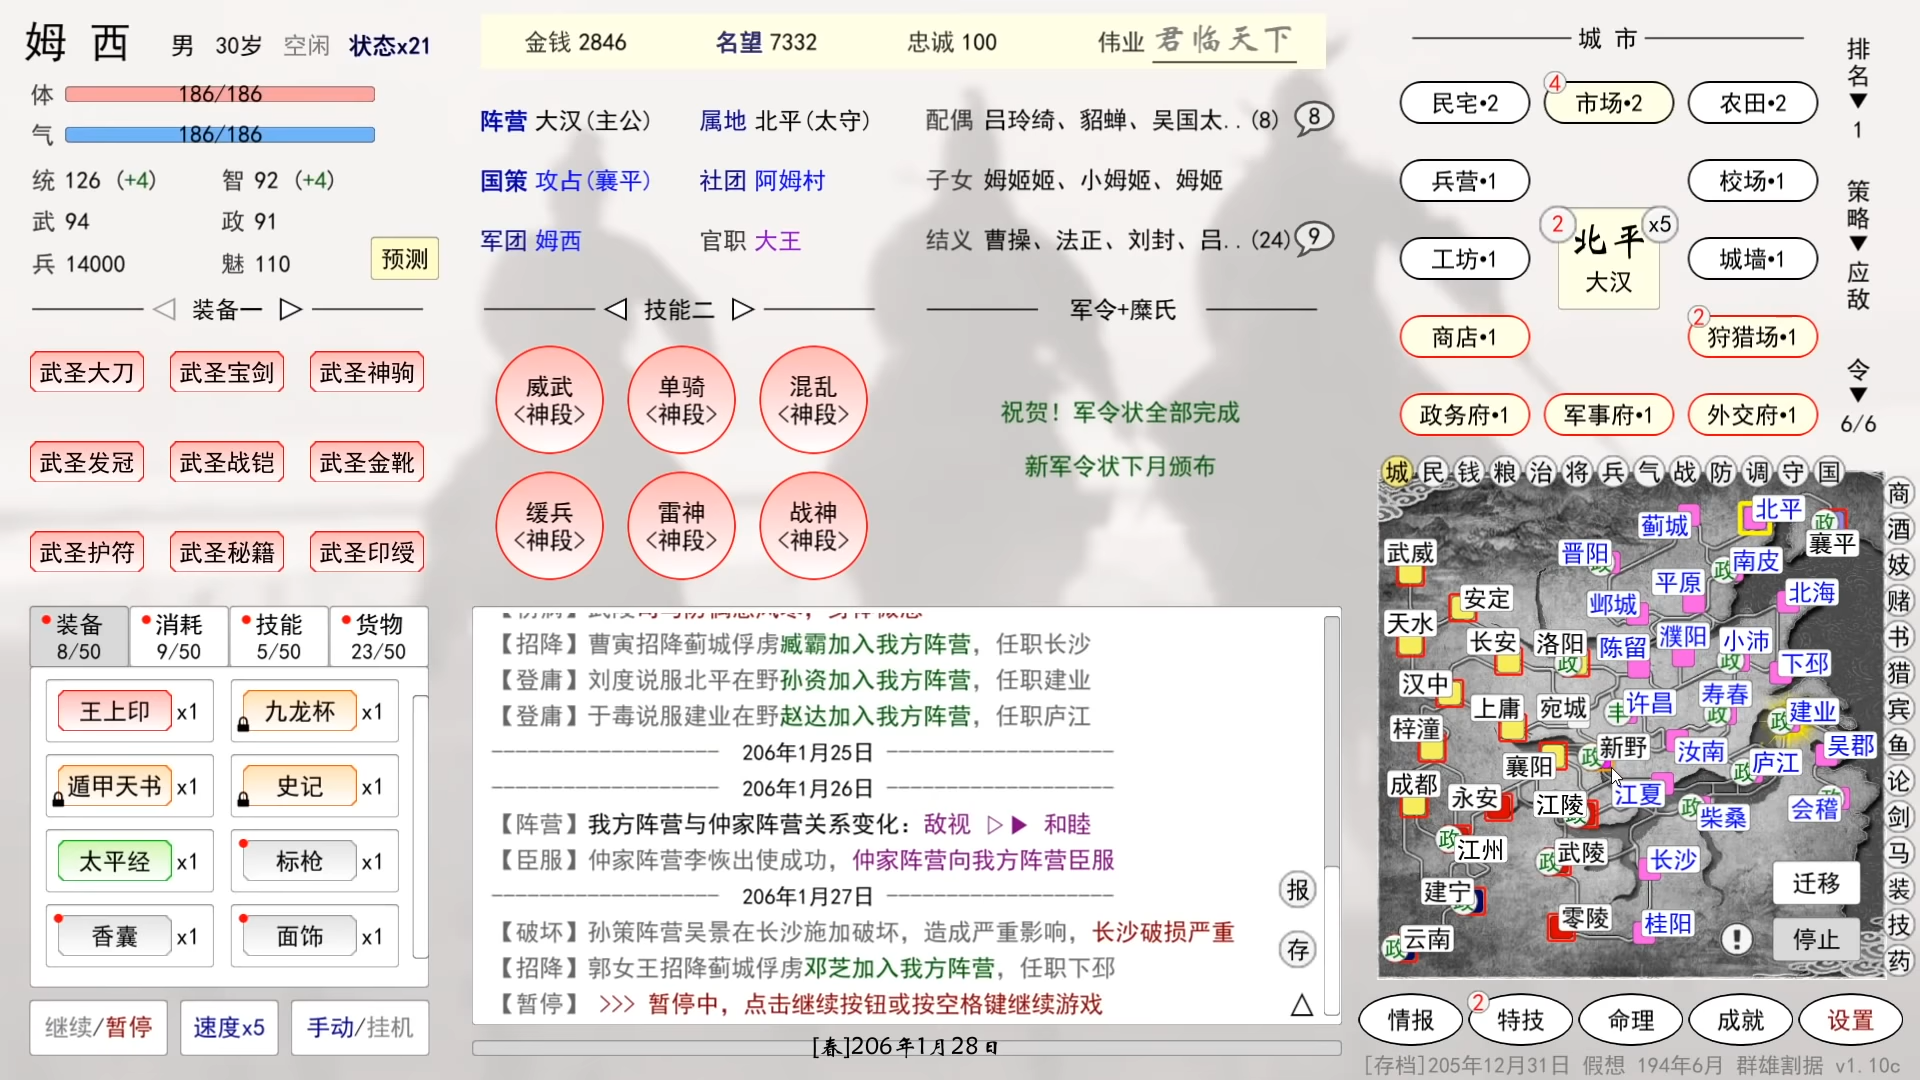 姆 西 男 30岁 空闲 状态x21
体 186/186
气 186/186
统 126 (+4) 智 92 (+4)
武 94 政 91
兵 14000 魅 110
预测
装备一
武圣大刀 武圣宝剑 武圣神驹
武圣发冠 武圣战铠 武圣金靴
武圣护符 武圣秘籍 武圣印绶
装备 消耗 技能 货物
8/50 9/50 5/50 23/50
王上印 x1 九龙杯 x1
遁甲天书 x1 史记 x1
太平经 x1 标枪 x1
香囊 x1 面饰 x1
继续/暂停 速度x5 手动/挂机
金钱 2846 名望 7332 忠诚 100 伟业 君临天下
阵营 大汉(主公) 属地 北平(太守) 配偶 吕玲绮、貂蝉、吴国太..(8) 8
国策 攻占(襄平) 社团 阿姆村 子女 姆姬姬、小姆姬、姆姬
军团 姆西 官职 大王 结义 曹操、法正、刘封、吕..(24) 9
技能二
威武 单骑 混乱
<神段> <神段> <神段>
缓兵 雷神 战神
<神段> <神段> <神段>
军令+糜氏
祝贺！军令状全部完成
新军令状下月颁布
【招降】曹寅招降蓟城俘虏臧霸加入我方阵营，任职长沙
【登庸】刘度说服北平在野孙资加入我方阵营，任职建业
【登庸】于毒说服建业在野赵达加入我方阵营，任职庐江
206年1月25日
206年1月26日
【阵营】我方阵营与仲家阵营关系变化：敌视 ▷▶ 和睦
【臣服】仲家阵营李恢出使成功，仲家阵营向我方阵营臣服
206年1月27日
【破坏】孙策阵营吴景在长沙施加破坏，造成严重影响，长沙破损严重
【招降】郭女王招降蓟城俘虏邓芝加入我方阵营，任职下邳
【暂停】 >>> 暂停中，点击继续按钮或按空格键继续游戏
报
存
[春]206年1月28日
城 市
民宅•2 4 市场•2 农田•2
兵营•1 校场•1
2 北平 x5
大汉
工坊•1 城墙•1
商店•1 2 狩猎场•1
政务府•1 军事府•1 外交府•1
排名▼1
策略▼应敌
令▼6/6
城 民 钱 粮 治 将 兵 气 战 防 调 守 国
商 酒 妓 赌 书 猎 宾 鱼 论 剑 马 装 技 药
北平
蓟城 政
襄平
武威 晋阳 政 南皮 政
平原 北海
安定 邺城
天水 长安 洛阳 政 陈留 濮阳 小沛 政
下邳
汉中
上庸 宛城 丰 许昌 寿春 政 政 建业
梓潼
襄阳 政 新野 汝南 庐江 政 吴郡
成都 永安 江陵 政 江夏 柴桑 政 会稽 政
政 江州 政 武陵 长沙
建宁 政
零陵 桂阳
政 云南
迁移
停止
情报 2 特技 命理 成就 设置
[存档]205年12月31日 假想 194年6月 群雄割据 v1.10c